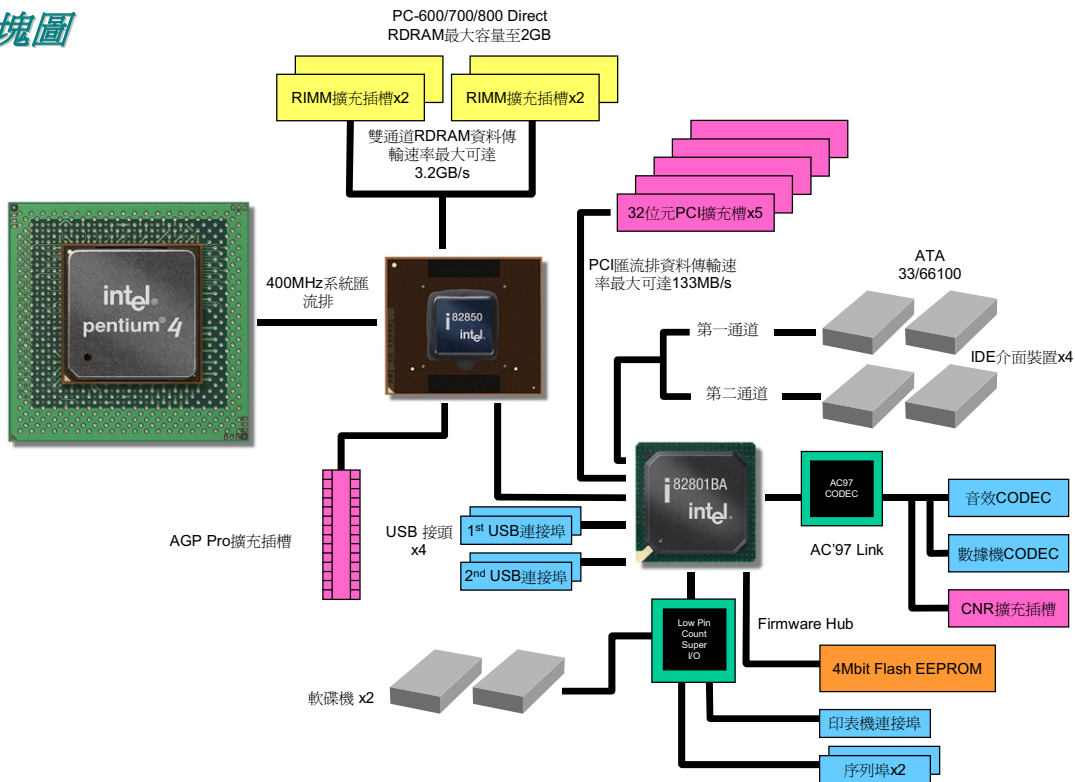 塊圖
PC-600/700/800 Direct
RDRAM最大容量至2GB
RIMM擴充插槽x2
RIMM擴充插槽x2
雙通道RDRAM資料傳
輸速率最大可達
3.2GB/s
32位元PCI擴充槽x5
PCI匯流排資料傳輸速
率最大可達133MB/s
ATA
33/66100
intel®
pentium® 4
400MHz系統匯
流排
i 82850
intel.
第一通道
IDE介面裝置x4
第二通道
i 82801BA
intel.
AC97
CODEC
AC'97 Link
音效CODEC
數據機CODEC
CNR擴充插槽
AGP Pro擴充插槽
USB 接頭
x4
1st USB連接埠
2nd USB連接埠
Low Pin
Count
Super
I/O
Firmware Hub
4Mbit Flash EEPROM
軟碟機 x2
印表機連接埠
序列埠x2